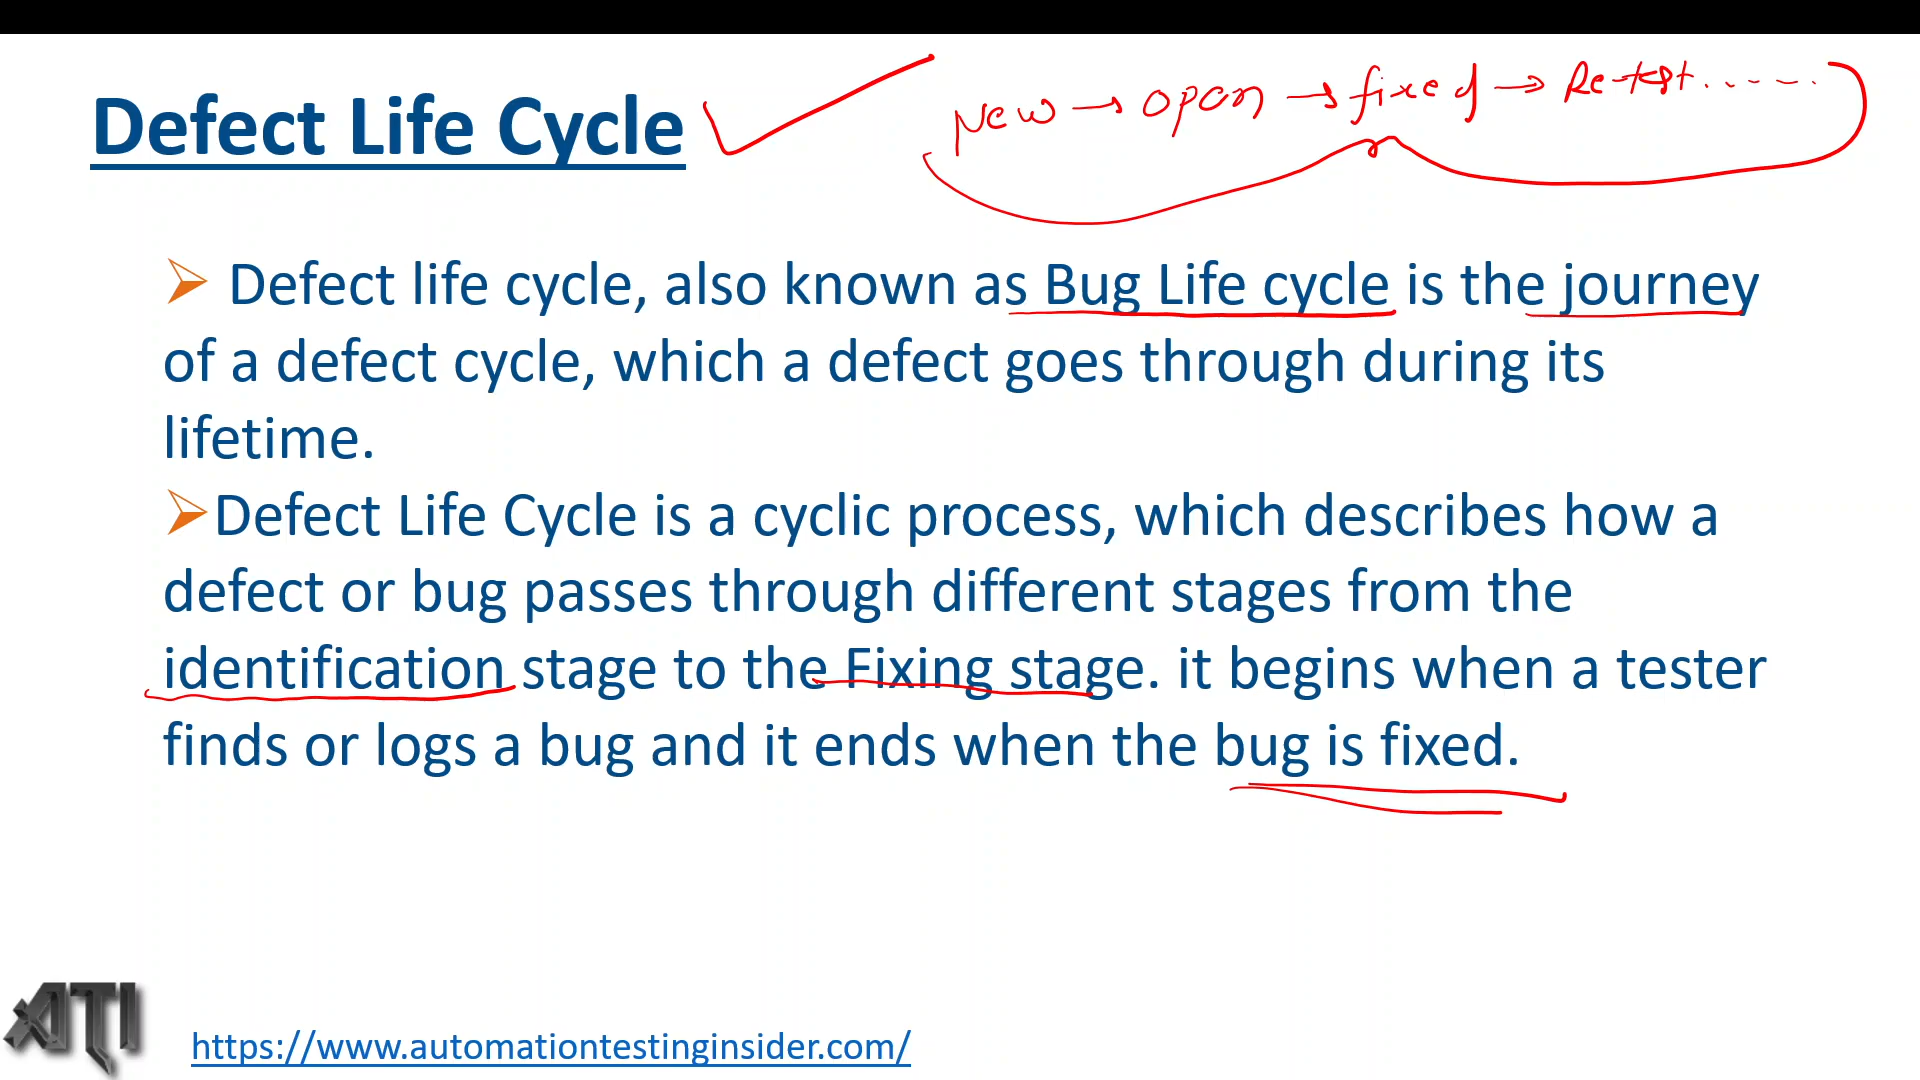 Defect Life Cycle
New → open → fixed → Re-test......
➢ Defect life cycle, also known as Bug Life cycle is the journey
of a defect cycle, which a defect goes through during its
lifetime.
➢Defect Life Cycle is a cyclic process, which describes how a
defect or bug passes through different stages from the
identification stage to the Fixing stage. it begins when a tester
finds or logs a bug and it ends when the bug is fixed.
ATI
https://www.automationtestinginsider.com/